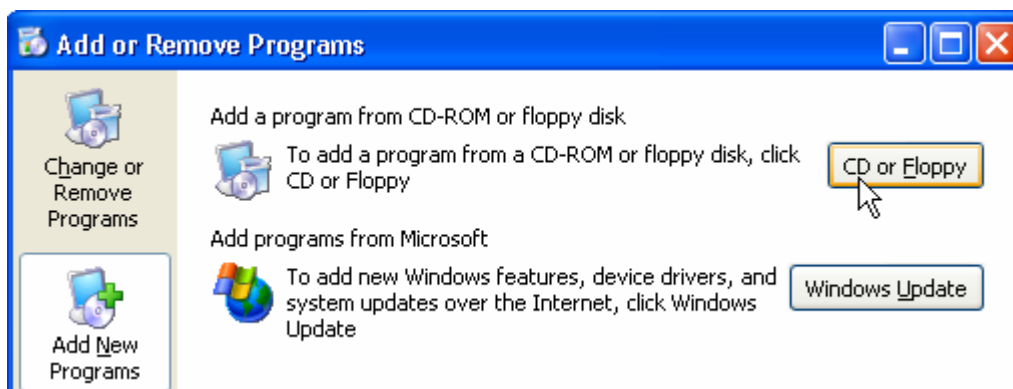 Add or Remove Programs
Change or
Remove
Programs
Add New
Programs
Add a program from CD-ROM or floppy disk
To add a program from a CD-ROM or floppy disk, click
CD or Floppy
CD or Floppy
Add programs from Microsoft
To add new Windows features, device drivers, and
system updates over the Internet, click Windows
Update
Windows Update